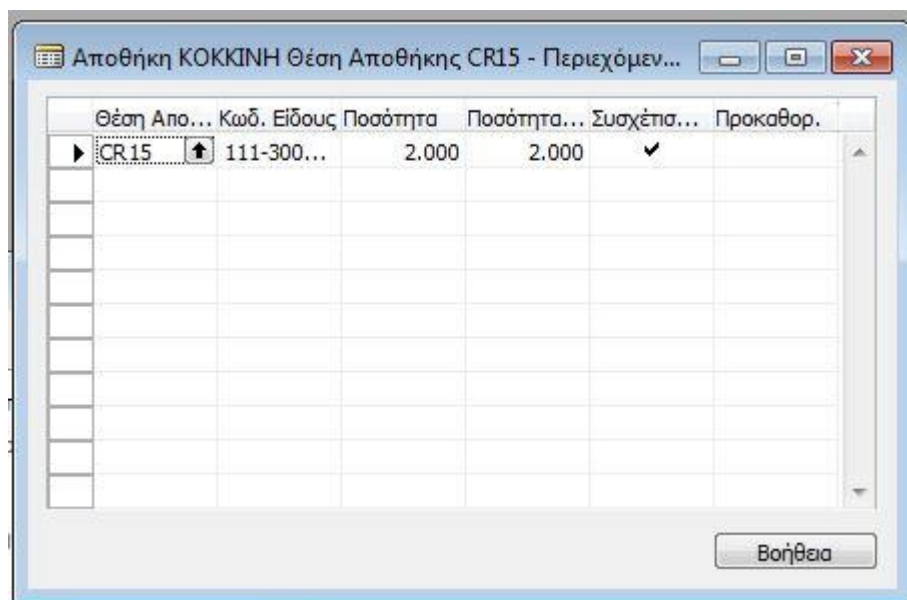 Αποθήκη ΚΟΚΚΙΝΗ Θέση Αποθήκης CR15 - Περιεχόμεν...
Θέση Απο... Κωδ. Είδους Ποσότητα Ποσότητα... Συσχέτισ... Προκαθορ.
CR15 111-300... 2.000 2.000
Βοήθεια